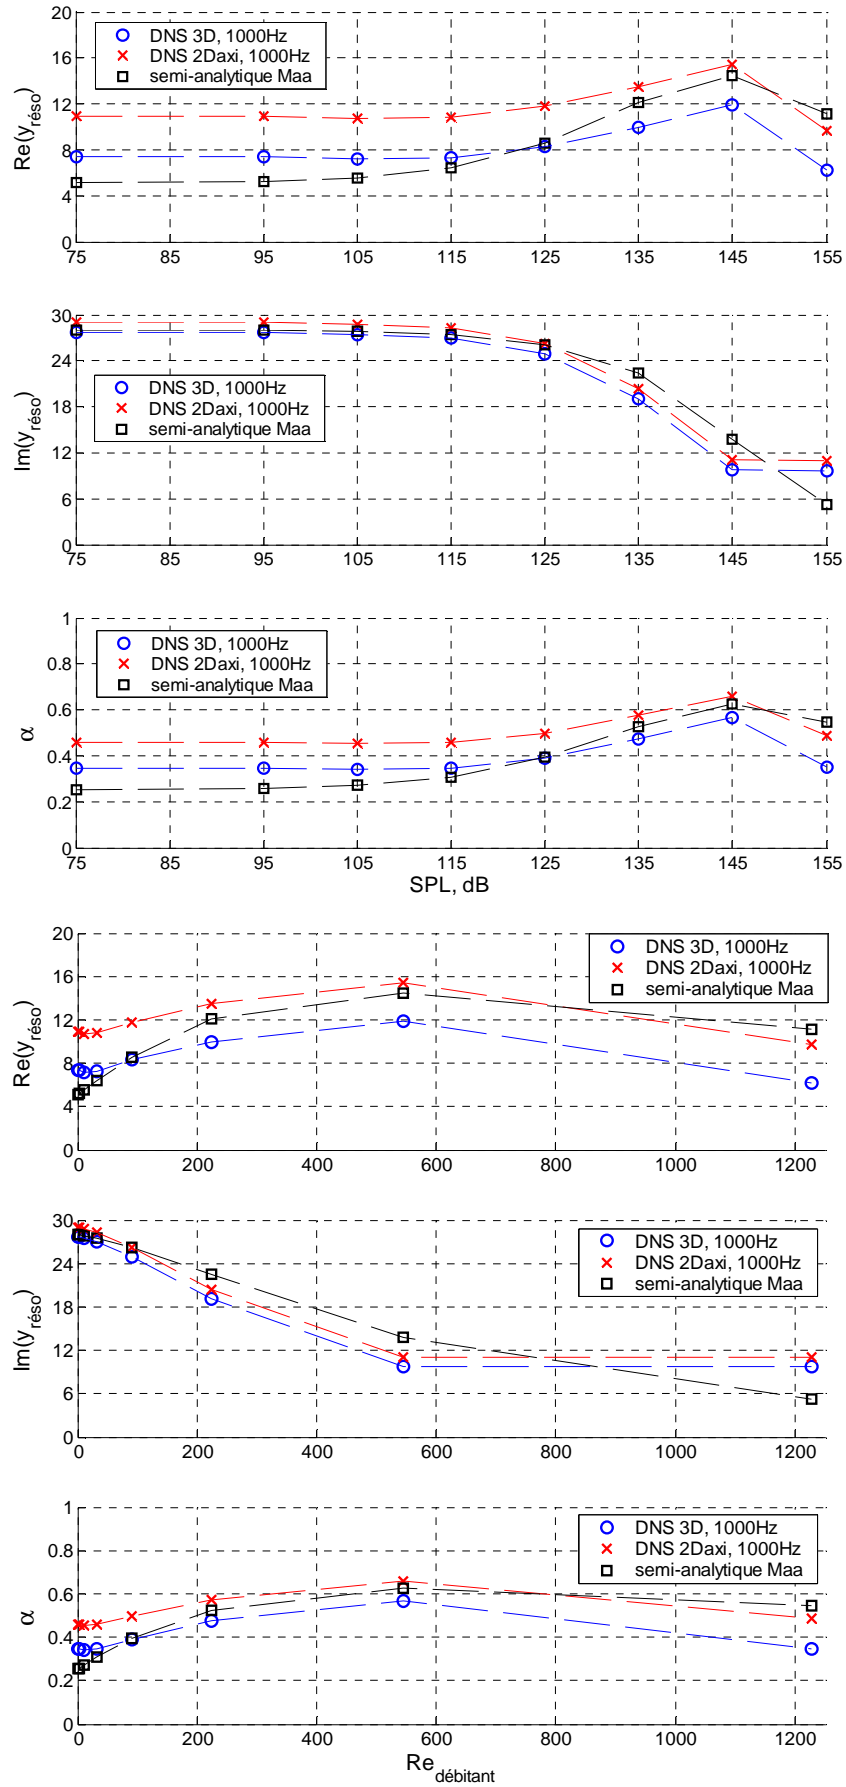 20
16
12
8
4
0
Re(y_réso)
DNS 3D, 1000Hz
DNS 2Daxi, 1000Hz
semi-analytique Maa
75 85 95 105 115 125 135 145 155
30
24
18
12
6
0
Im(y_réso)
DNS 3D, 1000Hz
DNS 2Daxi, 1000Hz
semi-analytique Maa
75 85 95 105 115 125 135 145 155
1
0.8
0.6
0.4
0.2
0
α
DNS 3D, 1000Hz
DNS 2Daxi, 1000Hz
semi-analytique Maa
75 85 95 105 115 125 135 145 155
SPL, dB
20
16
12
8
4
0
Re(y_réso)
DNS 3D, 1000Hz
DNS 2Daxi, 1000Hz
semi-analytique Maa
0 200 400 600 800 1000 1200
30
24
18
12
6
0
Im(y_réso)
DNS 3D, 1000Hz
DNS 2Daxi, 1000Hz
semi-analytique Maa
0 200 400 600 800 1000 1200
1
0.8
0.6
0.4
0.2
0
α
DNS 3D, 1000Hz
DNS 2Daxi, 1000Hz
semi-analytique Maa
0 200 400 600 800 1000 1200
Re_débitant